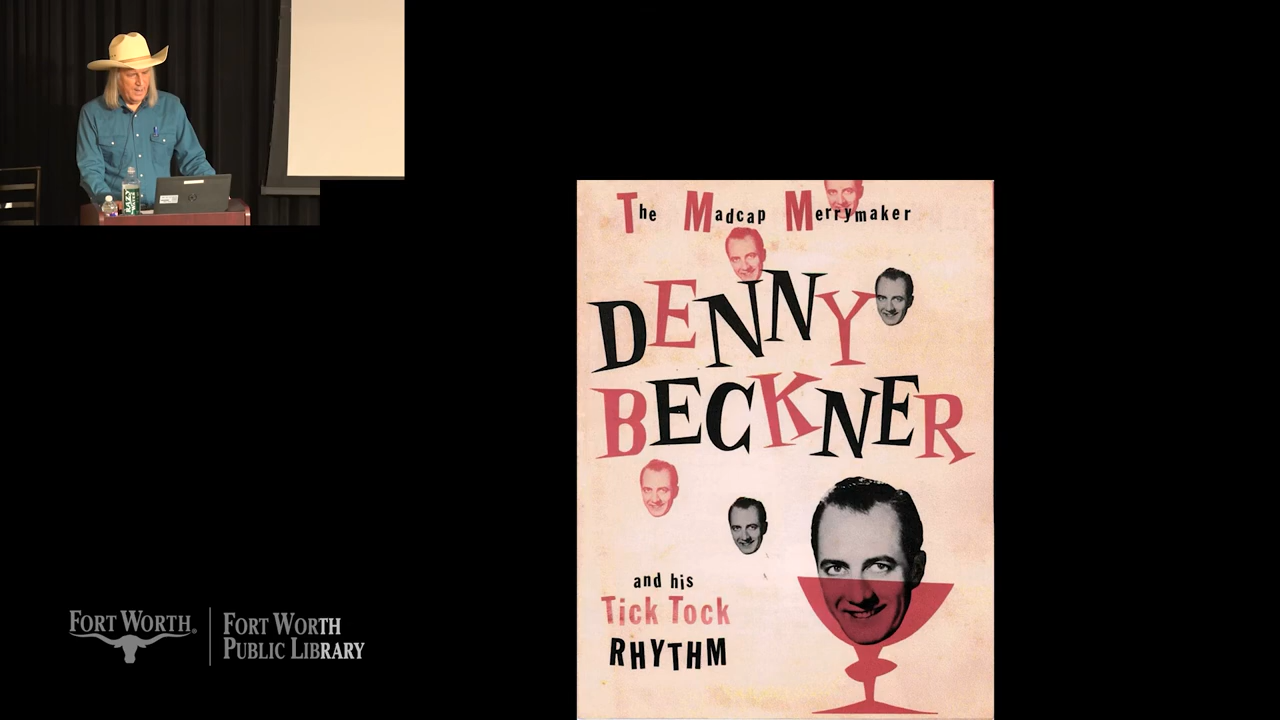 The Madcap Merrymaker
DENNY
BECKNER
and his
Tick Tock
RHYTHM
FORT WORTH®
FORT WORTH
PUBLIC LIBRARY